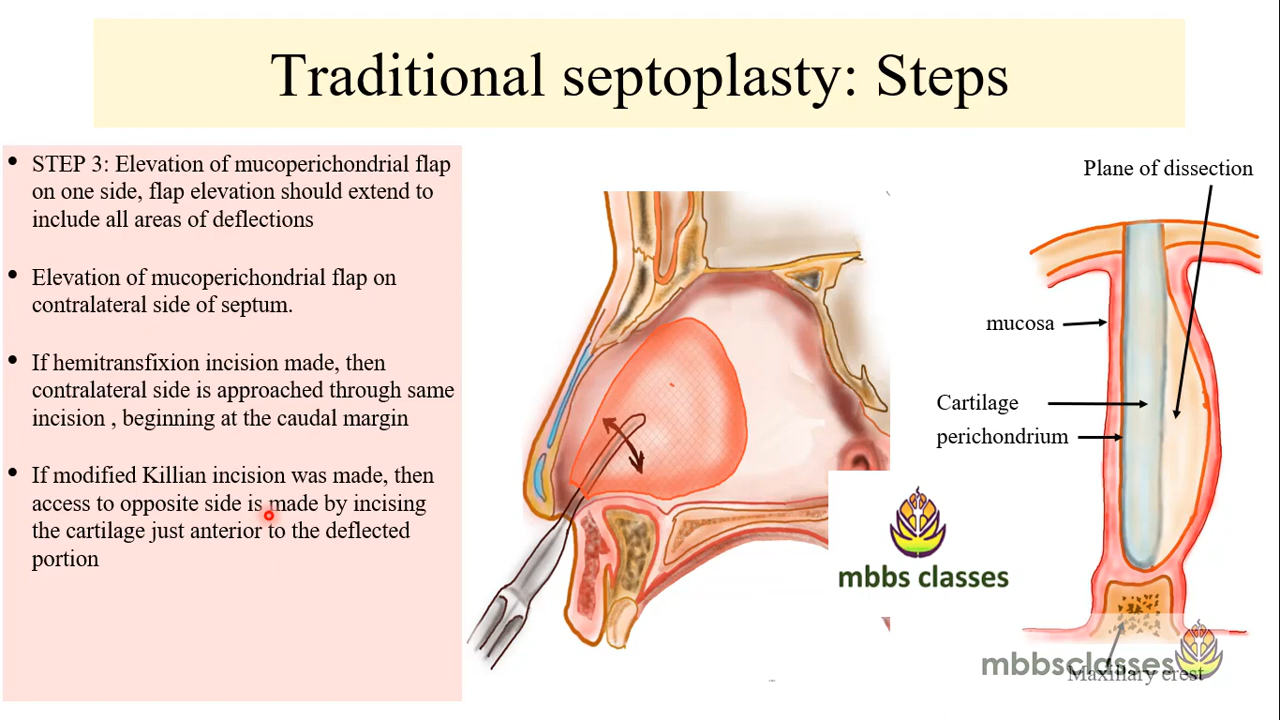 Traditional septoplasty: Steps
• STEP 3: Elevation of mucoperichondrial flap
on one side, flap elevation should extend to
include all areas of deflections
• Elevation of mucoperichondrial flap on
contralateral side of septum.
• If hemitransfixion incision made, then
contralateral side is approached through same
incision , beginning at the caudal margin
• If modified Killian incision was made, then
access to opposite side is made by incising
the cartilage just anterior to the deflected
portion
Plane of dissection
mucosa
Cartilage
perichondrium
mbbs classes
mbbsclasses
Maxillary crest